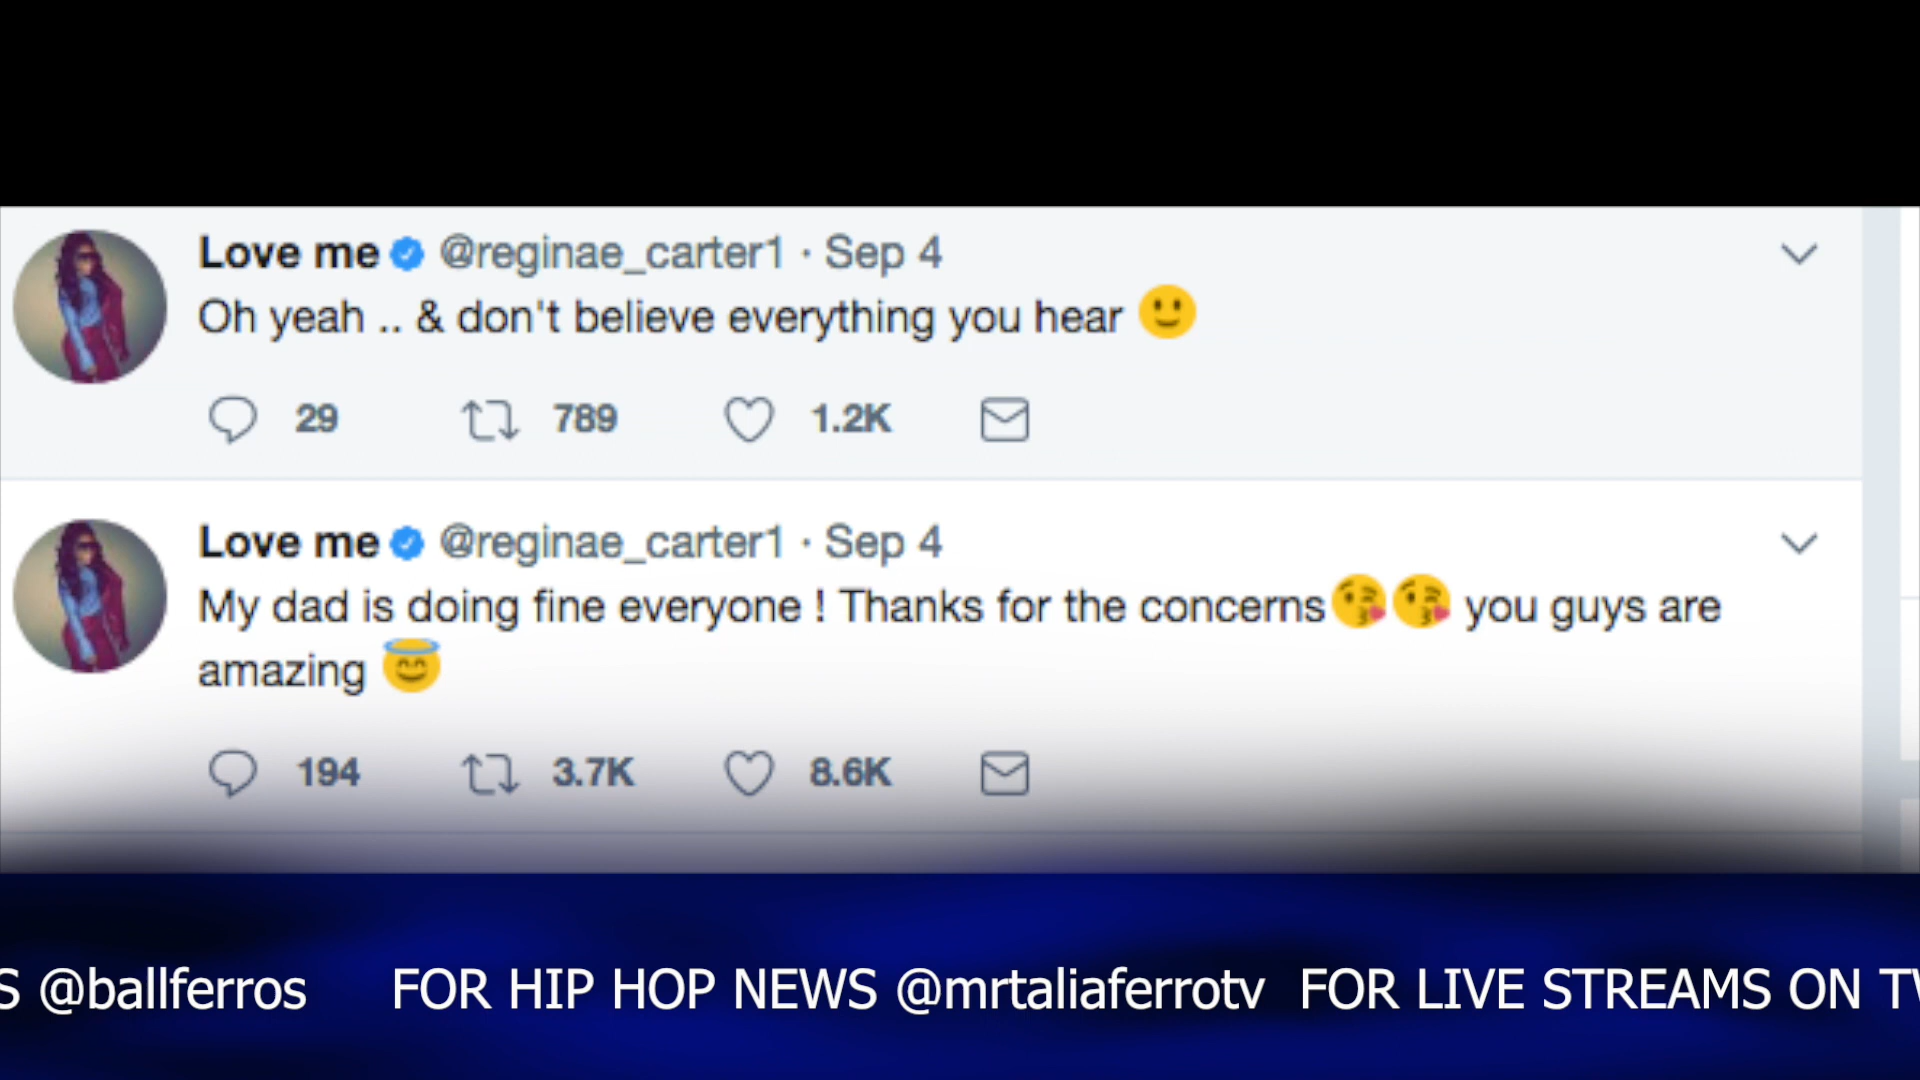 Love me @reginae_carter1 · Sep 4
Oh yeah .. & don't believe everything you hear 🙂
29 789 1.2K
Love me @reginae_carter1 · Sep 4
My dad is doing fine everyone ! Thanks for the concerns😘😘 you guys are
amazing 😇
194 3.7K 8.6K
S @ballferros FOR HIP HOP NEWS @mrtaliaferrotv FOR LIVE STREAMS ON TW